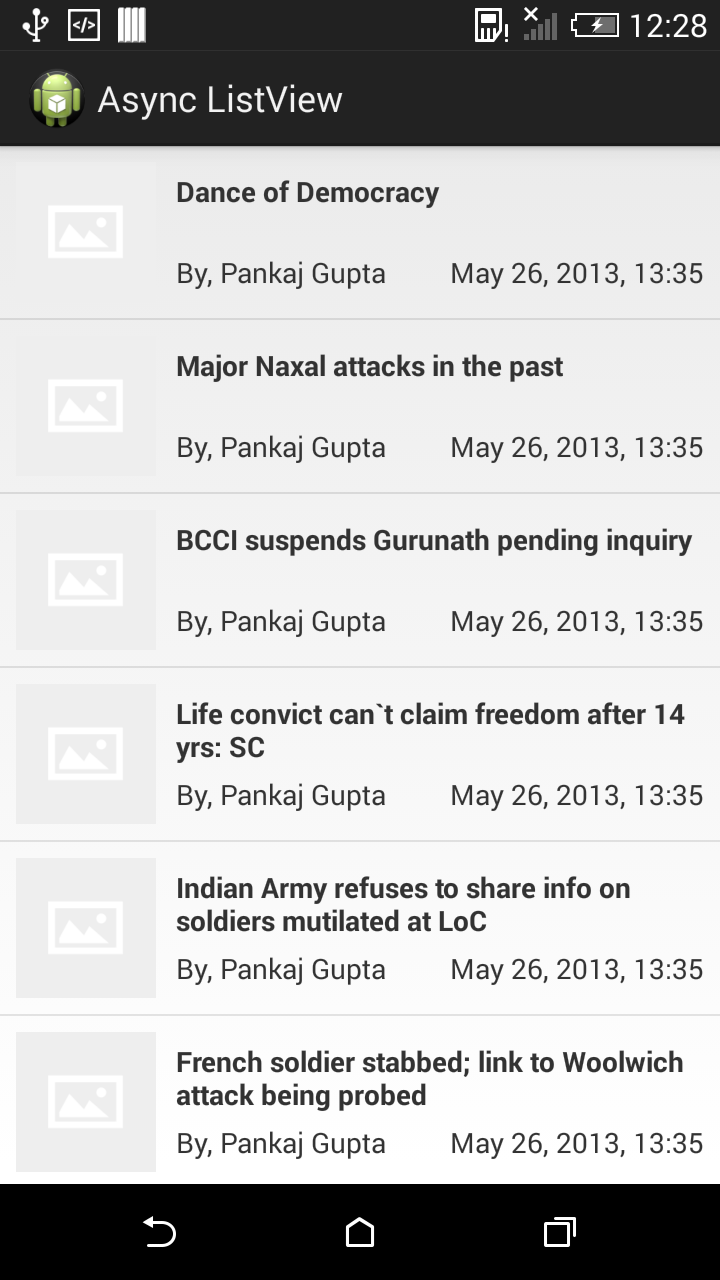 12:28
Async ListView
Dance of Democracy
By, Pankaj Gupta May 26, 2013, 13:35
Major Naxal attacks in the past
By, Pankaj Gupta May 26, 2013, 13:35
BCCI suspends Gurunath pending inquiry
By, Pankaj Gupta May 26, 2013, 13:35
Life convict can`t claim freedom after 14
yrs: SC
By, Pankaj Gupta May 26, 2013, 13:35
Indian Army refuses to share info on
soldiers mutilated at LoC
By, Pankaj Gupta May 26, 2013, 13:35
French soldier stabbed; link to Woolwich
attack being probed
By, Pankaj Gupta May 26, 2013, 13:35